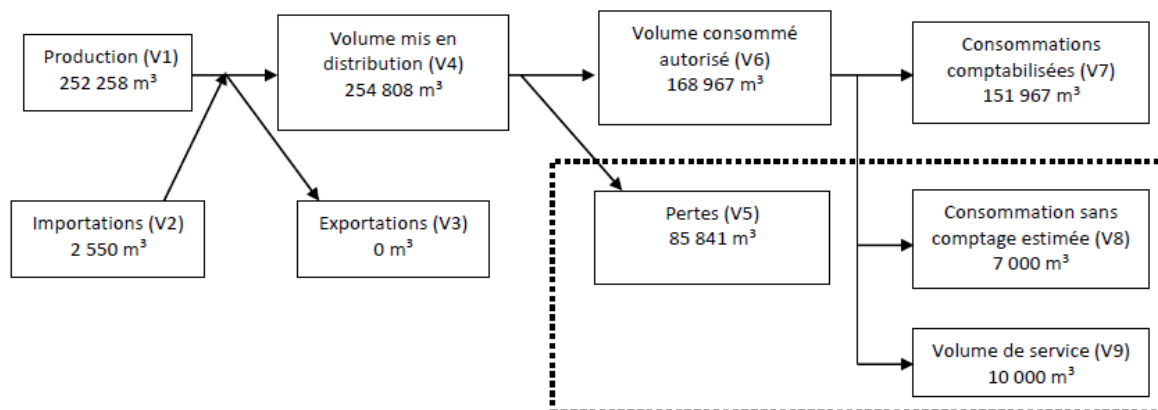 Production (V1)
252 258 m³
Volume mis en
distribution (V4)
254 808 m³
Volume consommé
autorisé (V6)
168 967 m³
Consommations
comptabilisées (V7)
151 967 m³
Importations (V2)
2 550 m³
Exportations (V3)
0 m³
Pertes (V5)
85 841 m³
Consommation sans
comptage estimée (V8)
7 000 m³
Volume de service (V9)
10 000 m³